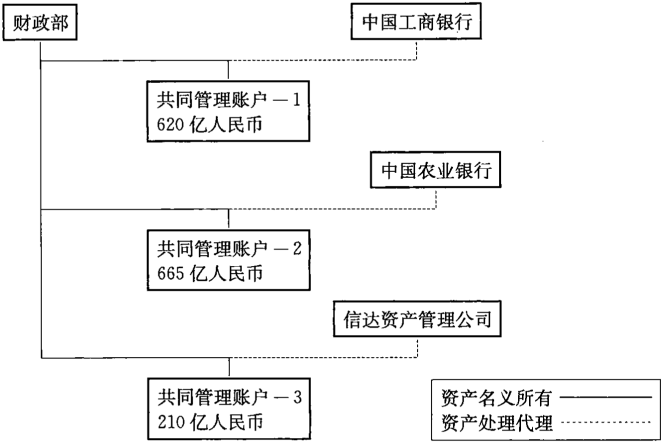 财政部
中国工商银行
共同管理账户－1
620 亿人民币
中国农业银行
共同管理账户－2
665 亿人民币
信达资产管理公司
共同管理账户－3
210 亿人民币
资产名义所有
资产处理代理